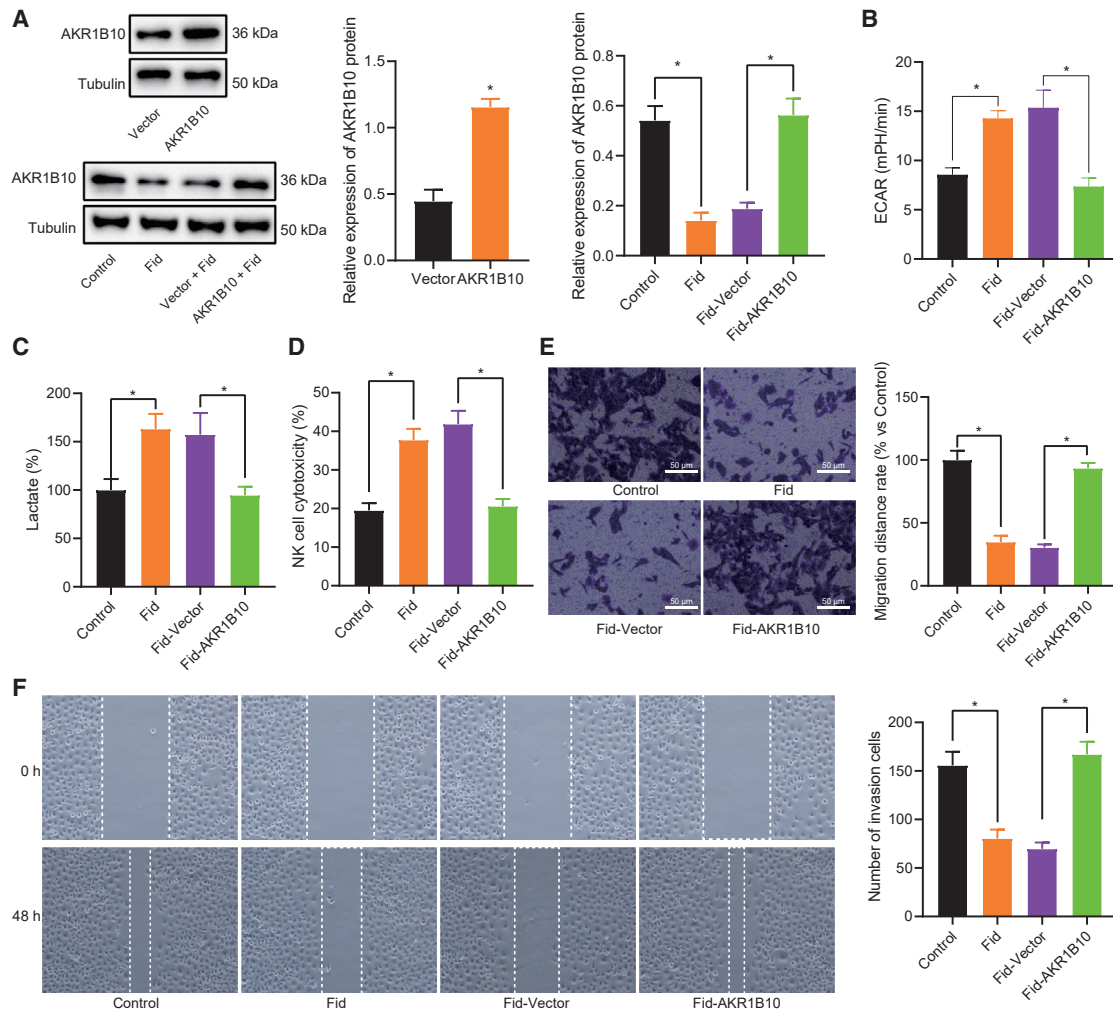 A
AKR1B10
36 kDa
Tubulin
50 kDa
Vector
AKR1B10
AKR1B10
36 kDa
Tubulin
50 kDa
Control
Fid
Vector + Fid
AKR1B10 + Fid
Relative expression of AKR1B10 protein
1.5
1.0
0.5
0.0
*
Vector AKR1B10
Relative expression of AKR1B10 protein
0.8
0.6
0.4
0.2
0.0
*
*
Control
Fid
Fid-Vector
Fid-AKR1B10
B
ECAR (mPH/min)
20
15
10
5
0
*
*
Control
Fid
Fid-Vector
Fid-AKR1B10
C
Lactate (%)
200
150
100
50
0
*
*
Control
Fid
Fid-Vector
Fid-AKR1B10
D
NK cell cytotoxicity (%)
50
40
30
20
10
0
*
*
Control
Fid
Fid-Vector
Fid-AKR1B10
E
50 µm
50 µm
Control
Fid
50 µm
50 µm
Fid-Vector
Fid-AKR1B10
Migration distance rate (% vs Control)
150
100
50
0
*
*
Control
Fid
Fid-Vector
Fid-AKR1B10
F
0 h
48 h
Control
Fid
Fid-Vector
Fid-AKR1B10
Number of invasion cells
200
150
100
50
0
*
*
Control
Fid
Fid-Vector
Fid-AKR1B10